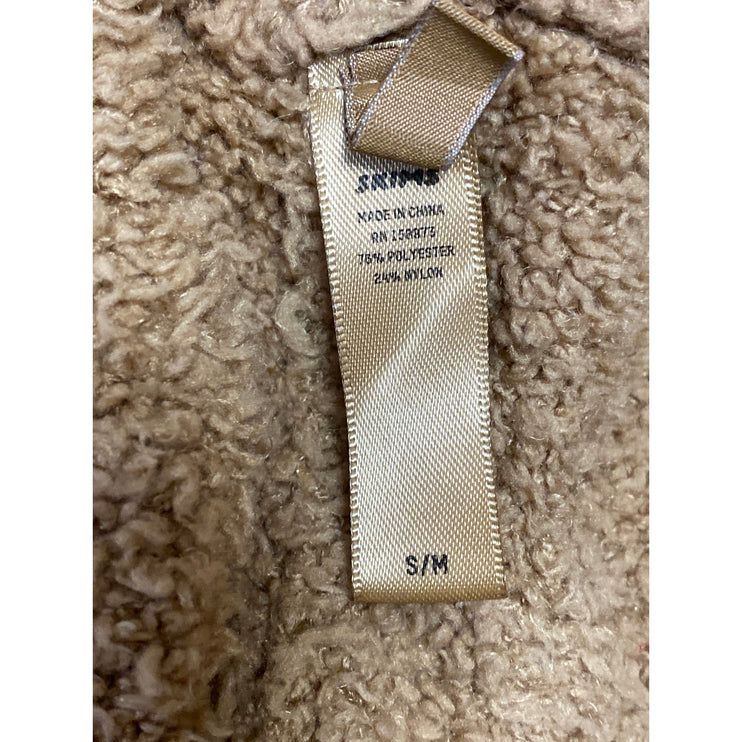 SKIMS
MADE IN CHINA
RN 158873
76% POLYESTER
24% NYLON
S/M